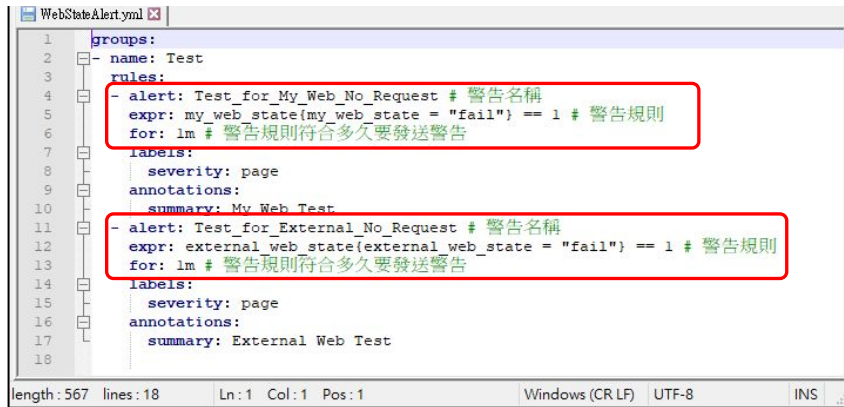 WebStateAlert.yml
1 groups:
2 - name: Test
3 rules:
4 - alert: Test_for_My_Web_No_Request # 警告名稱
5 expr: my_web_state{my_web_state = "fail"} == 1 # 警告規則
6 for: 1m # 警告規則符合多久要發送警告
7 labels:
8 severity: page
9 annotations:
10 summary: My Web Test
11 - alert: Test_for_External_No_Request # 警告名稱
12 expr: external_web_state{external_web_state = "fail"} == 1 # 警告規則
13 for: 1m # 警告規則符合多久要發送警告
14 labels:
15 severity: page
16 annotations:
17 summary: External Web Test
18
length : 567 lines : 18 Ln : 1 Col : 1 Pos : 1 Windows (CR LF) UTF-8 INS